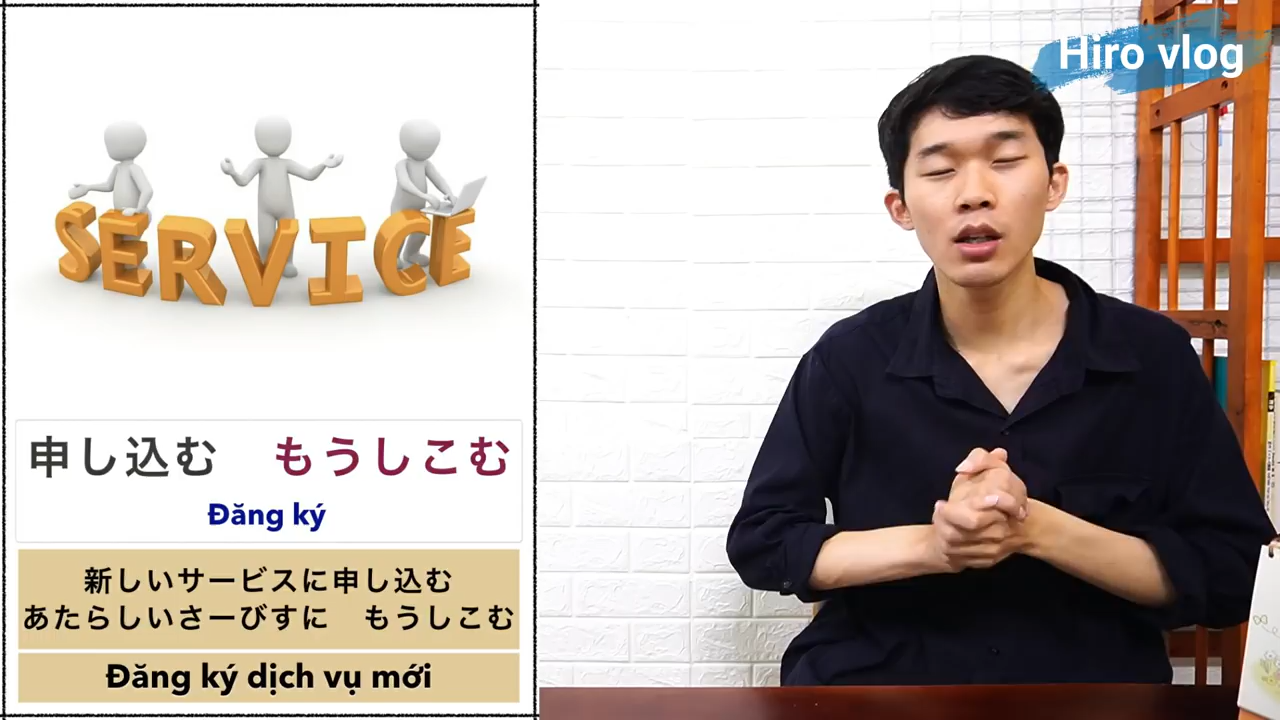 SERVICE
申し込む　もうしこむ
Đăng ký
新しいサービスに申し込む
あたらしいさーびすに　もうしこむ
Đăng ký dịch vụ mới
Hiro vlog